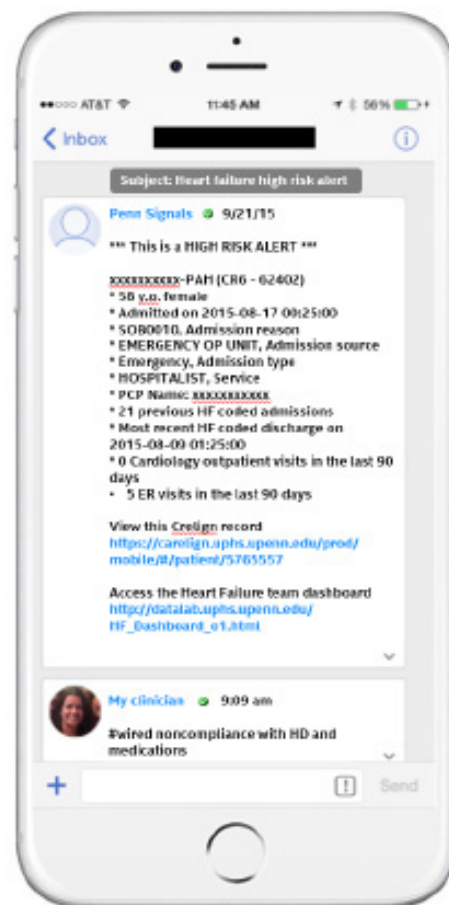 AT&T 11:45 AM 56%
Inbox
Subject: Heart failure high risk alert
Penn Signals 9/21/15
*** This is a HIGH RISK ALERT ***
xxxxxxxxxx-PAH (CR6 - 62402)
* 58 y.o. female
* Admitted on 2015-08-17 00:25:00
* SOB0010, Admission reason
* EMERGENCY OP UNIT, Admission source
* Emergency, Admission type
* HOSPITALIST, Service
* PCP Name: xxxxxxxxxxx
* 21 previous HF coded admissions
* Most recent HF coded discharge on
2015-08-09 01:25:00
* 0 Cardiology outpatient visits in the last 90
days
• 5 ER visits in the last 90 days
View this Crelign record
https://carelign.uphs.upenn.edu/prod/
mobile/#/patient/5765557
Access the Heart Failure team dashboard
http://datalab.uphs.upenn.edu/
HF_Dashboard_e1.html
My clinician 9:09 am
#wired noncompliance with HD and
medications
Send